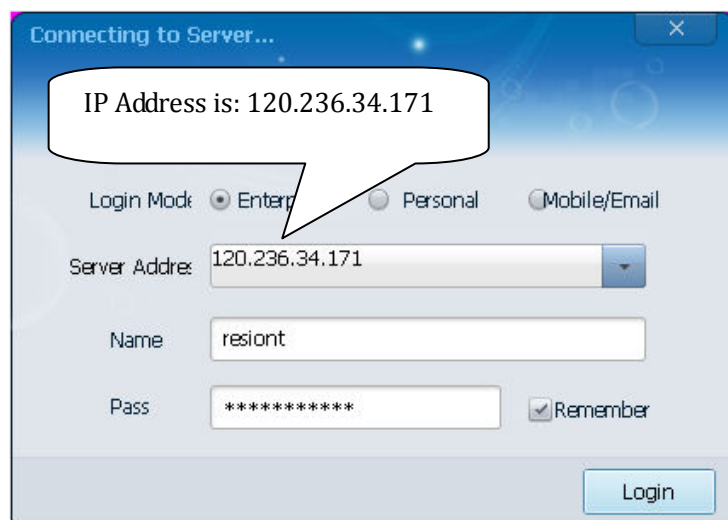 Connecting to Server...
IP Address is: 120.236.34.171
Login Mode Enterp Personal Mobile/Email
Server Addres 120.236.34.171
Name resiont
Pass ***********
Remember
Login